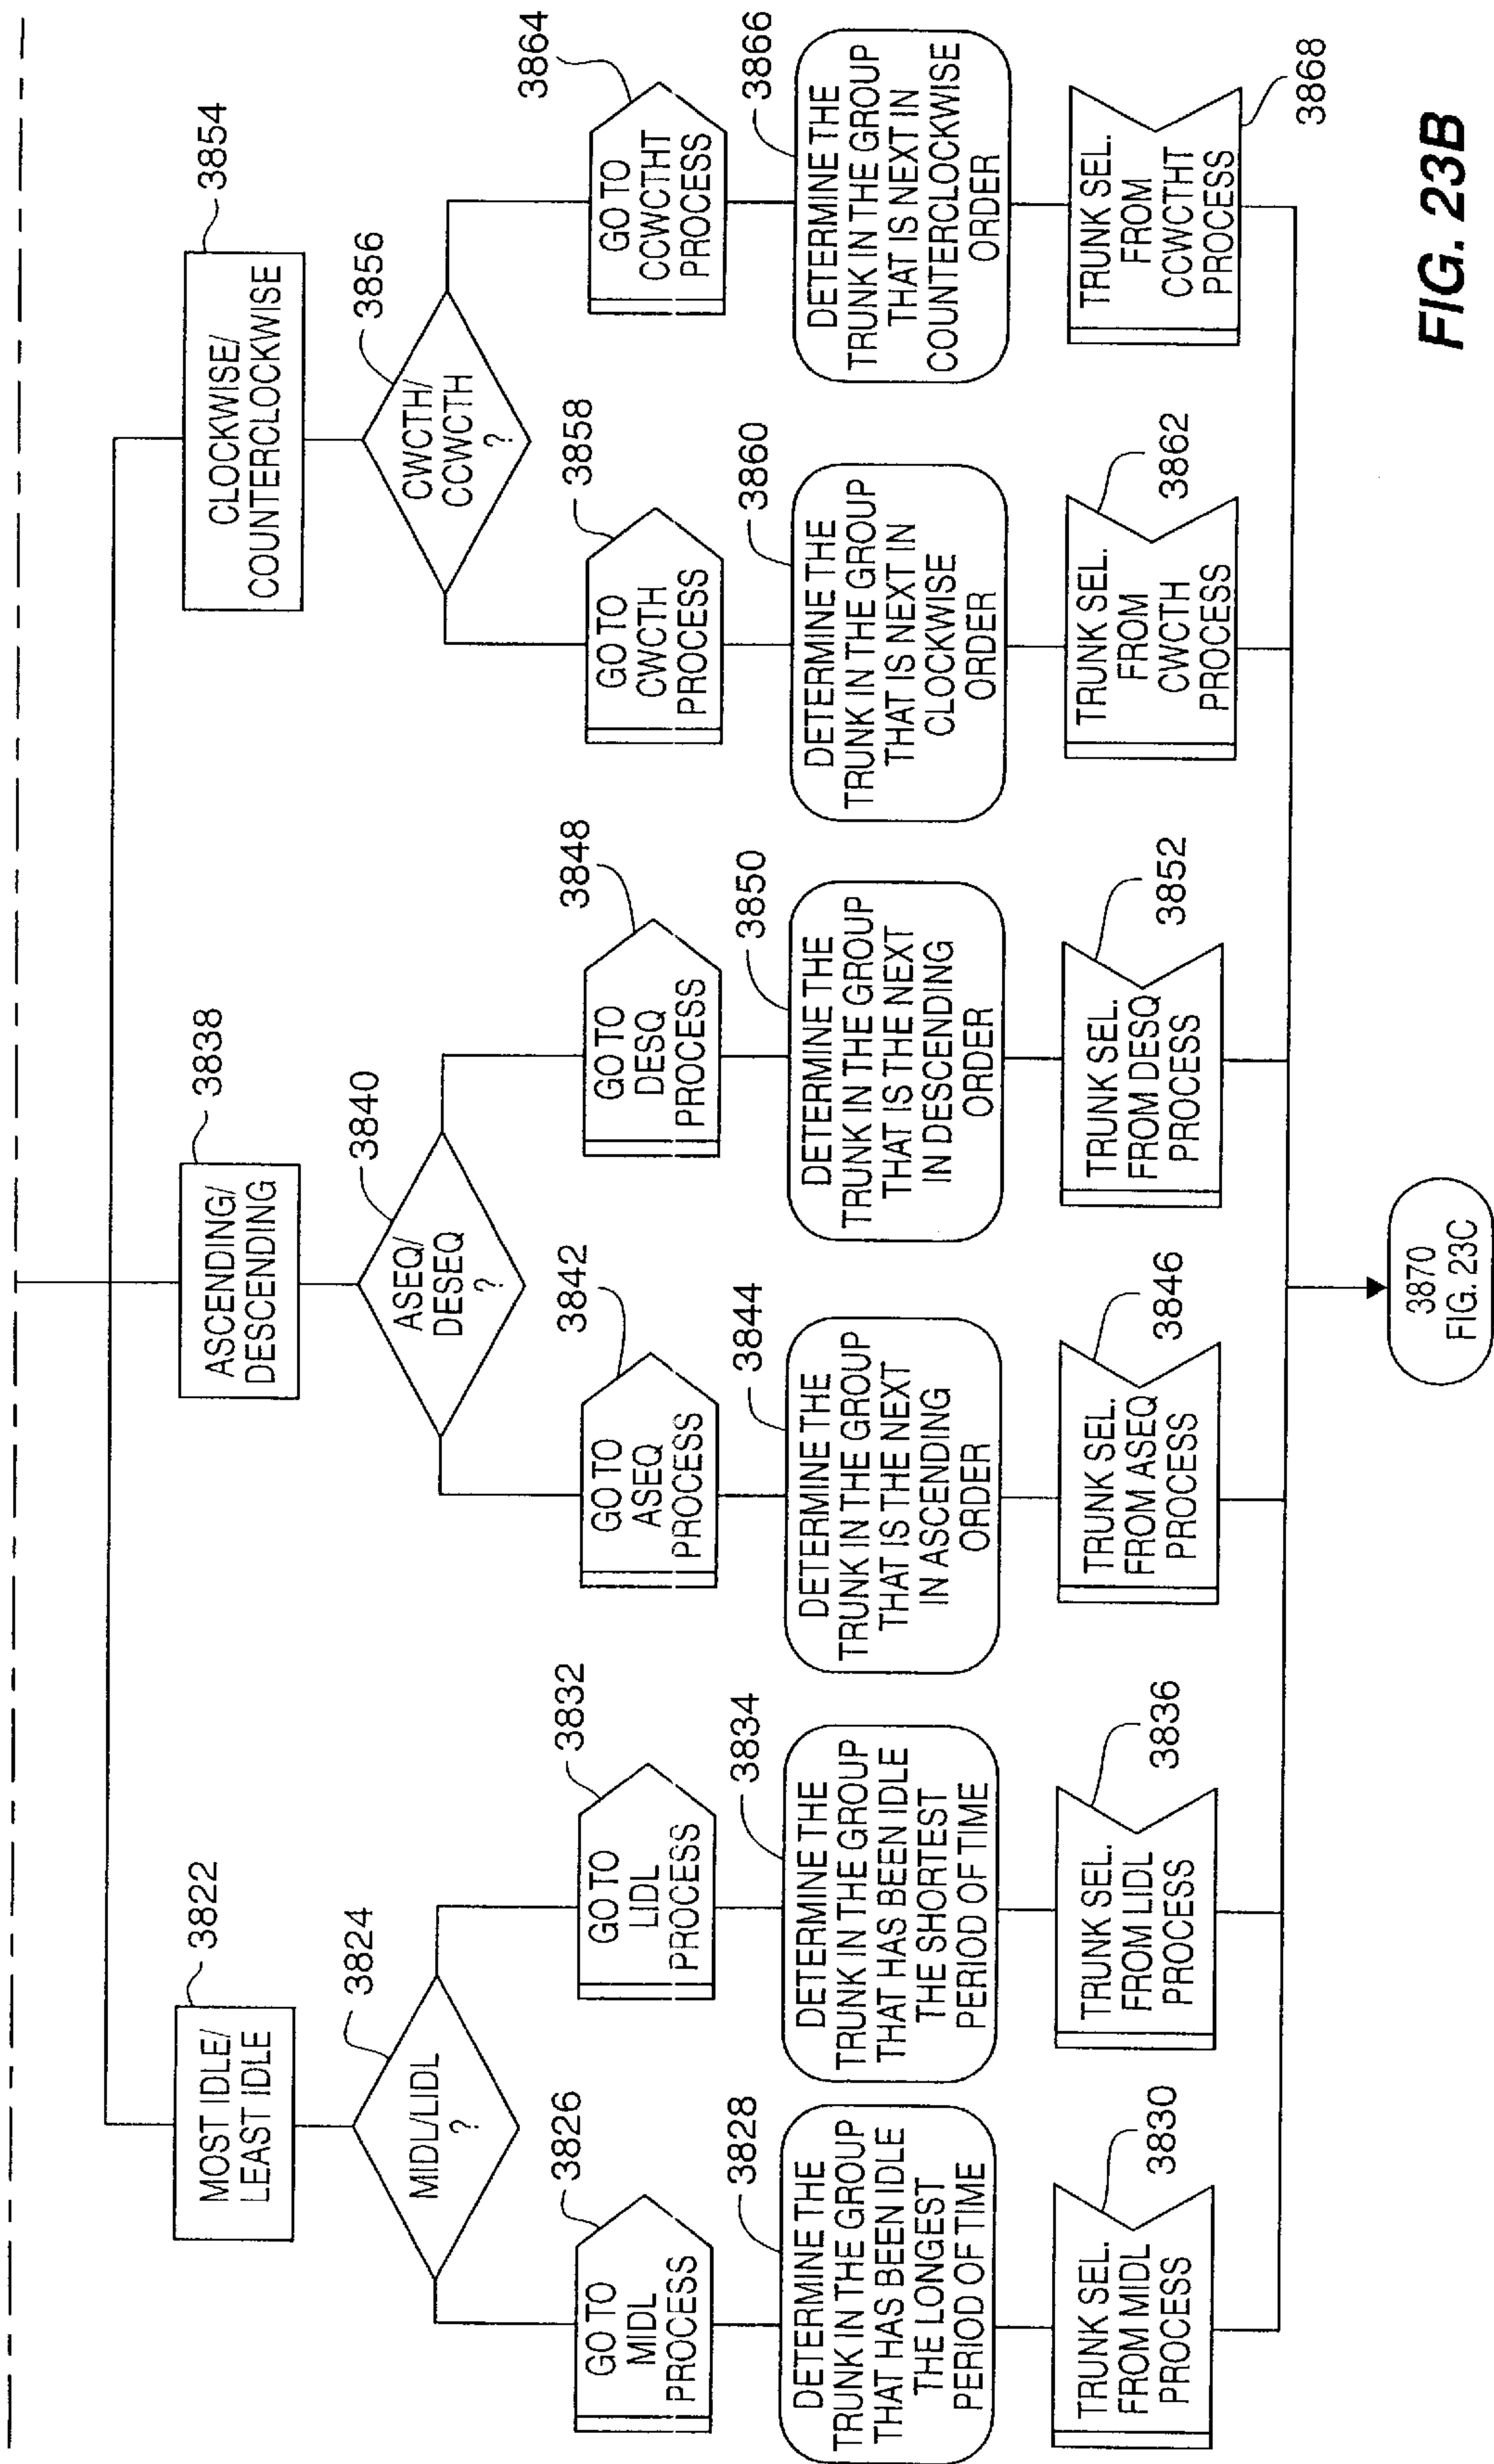 MOST IDLE/
LEAST IDLE
3822
MIDL/LIDL
?
3824
GO TO
MIDL
PROCESS
3826
DETERMINE THE
TRUNK IN THE GROUP
THAT HAS BEEN IDLE
THE LONGEST
PERIOD OF TIME
3828
TRUNK SEL.
FROM MIDL
PROCESS
3830
GO TO
LIDL
PROCESS
3832
DETERMINE THE
TRUNK IN THE GROUP
THAT HAS BEEN IDLE
THE SHORTEST
PERIOD OF TIME
3834
TRUNK SEL.
FROM LIDL
PROCESS
3836
ASCENDING/
DESCENDING
3838
ASEQ/
DESEQ
?
3840
GO TO
ASEQ
PROCESS
3842
DETERMINE THE
TRUNK IN THE GROUP
THAT IS THE NEXT
IN ASCENDING
ORDER
3844
TRUNK SEL.
FROM ASEQ
PROCESS
3846
GO TO
DESQ
PROCESS
3848
DETERMINE THE
TRUNK IN THE GROUP
THAT IS THE NEXT
IN DESCENDING
ORDER
3850
TRUNK SEL.
FROM DESQ
PROCESS
3852
CLOCKWISE/
COUNTERCLOCKWISE
3854
CWCTH/
CCWCTH
?
3856
GO TO
CWCTH
PROCESS
3858
DETERMINE THE
TRUNK IN THE GROUP
THAT IS NEXT IN
CLOCKWISE
ORDER
3860
TRUNK SEL.
FROM
CWCTH
PROCESS
3862
GO TO
CCWCTHT
PROCESS
3864
DETERMINE THE
TRUNK IN THE GROUP
THAT IS NEXT IN
COUNTERCLOCKWISE
ORDER
3866
TRUNK SEL.
FROM
CCWCTHT
PROCESS
3868
3870
FIG. 23C
FIG. 23B